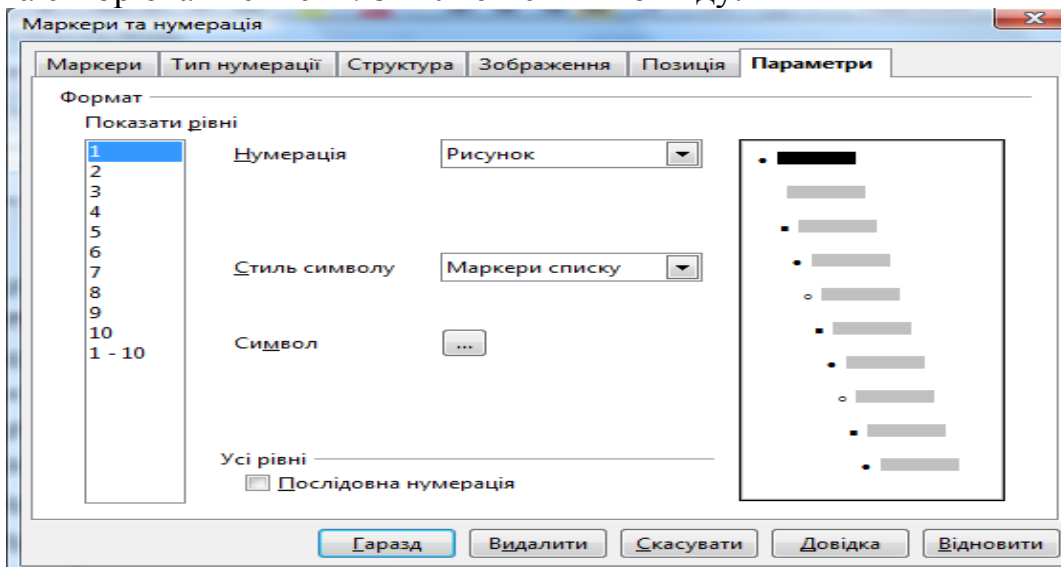 Маркери та нумерація
Маркери Тип нумерації Структура Зображення Позиція Параметри
Формат
Показати рівні
1
2
3
4
5
6
7
8
9
10
1 - 10
Нумерація Рисунок
Стиль символу Маркери списку
Символ ...
Усі рівні
Послідовна нумерація
Гаразд Видалити Скасувати Довідка Відновити